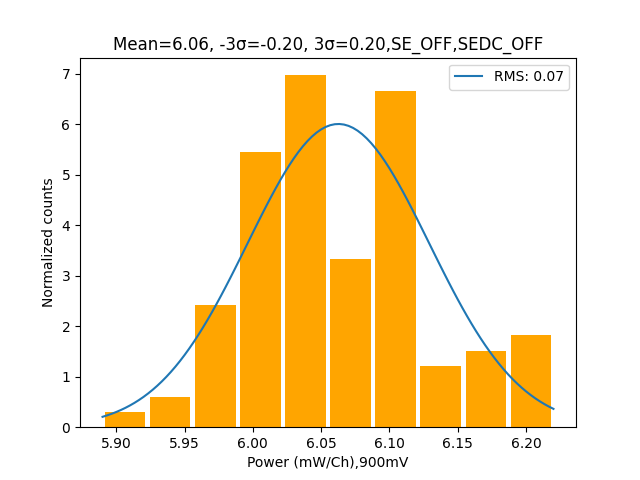 Mean=6.06, -3σ=-0.20, 3σ=0.20,SE_OFF,SEDC_OFF
RMS: 0.07
Normalized counts
7
6
5
4
3
2
1
0
5.90 5.95 6.00 6.05 6.10 6.15 6.20
Power (mW/Ch),900mV